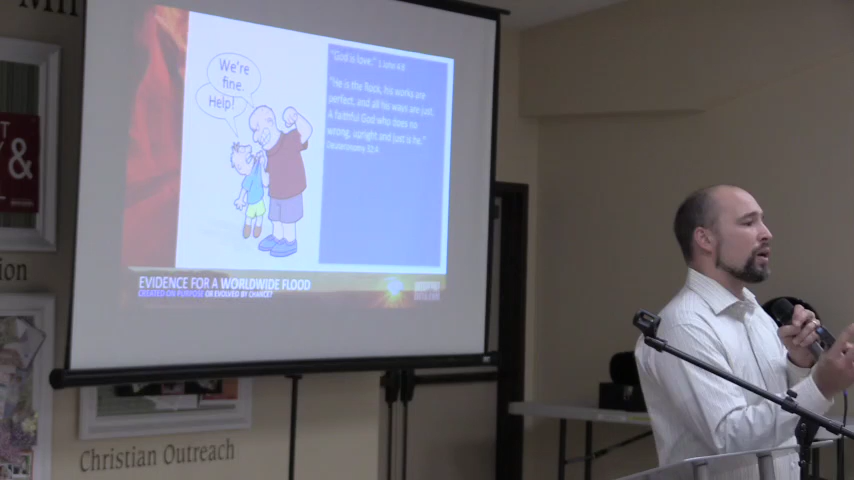 We're
fine.
Help!
"God is love." 1 John 4:8
"He is the Rock, his works are
perfect, and all his ways are just.
A faithful God who does no
wrong, upright and just is he."
Deuteronomy 32:4
EVIDENCE FOR A WORLDWIDE FLOOD
CREATED ON PURPOSE OR EVOLVED BY CHANCE?
&
ion
Christian Outreach